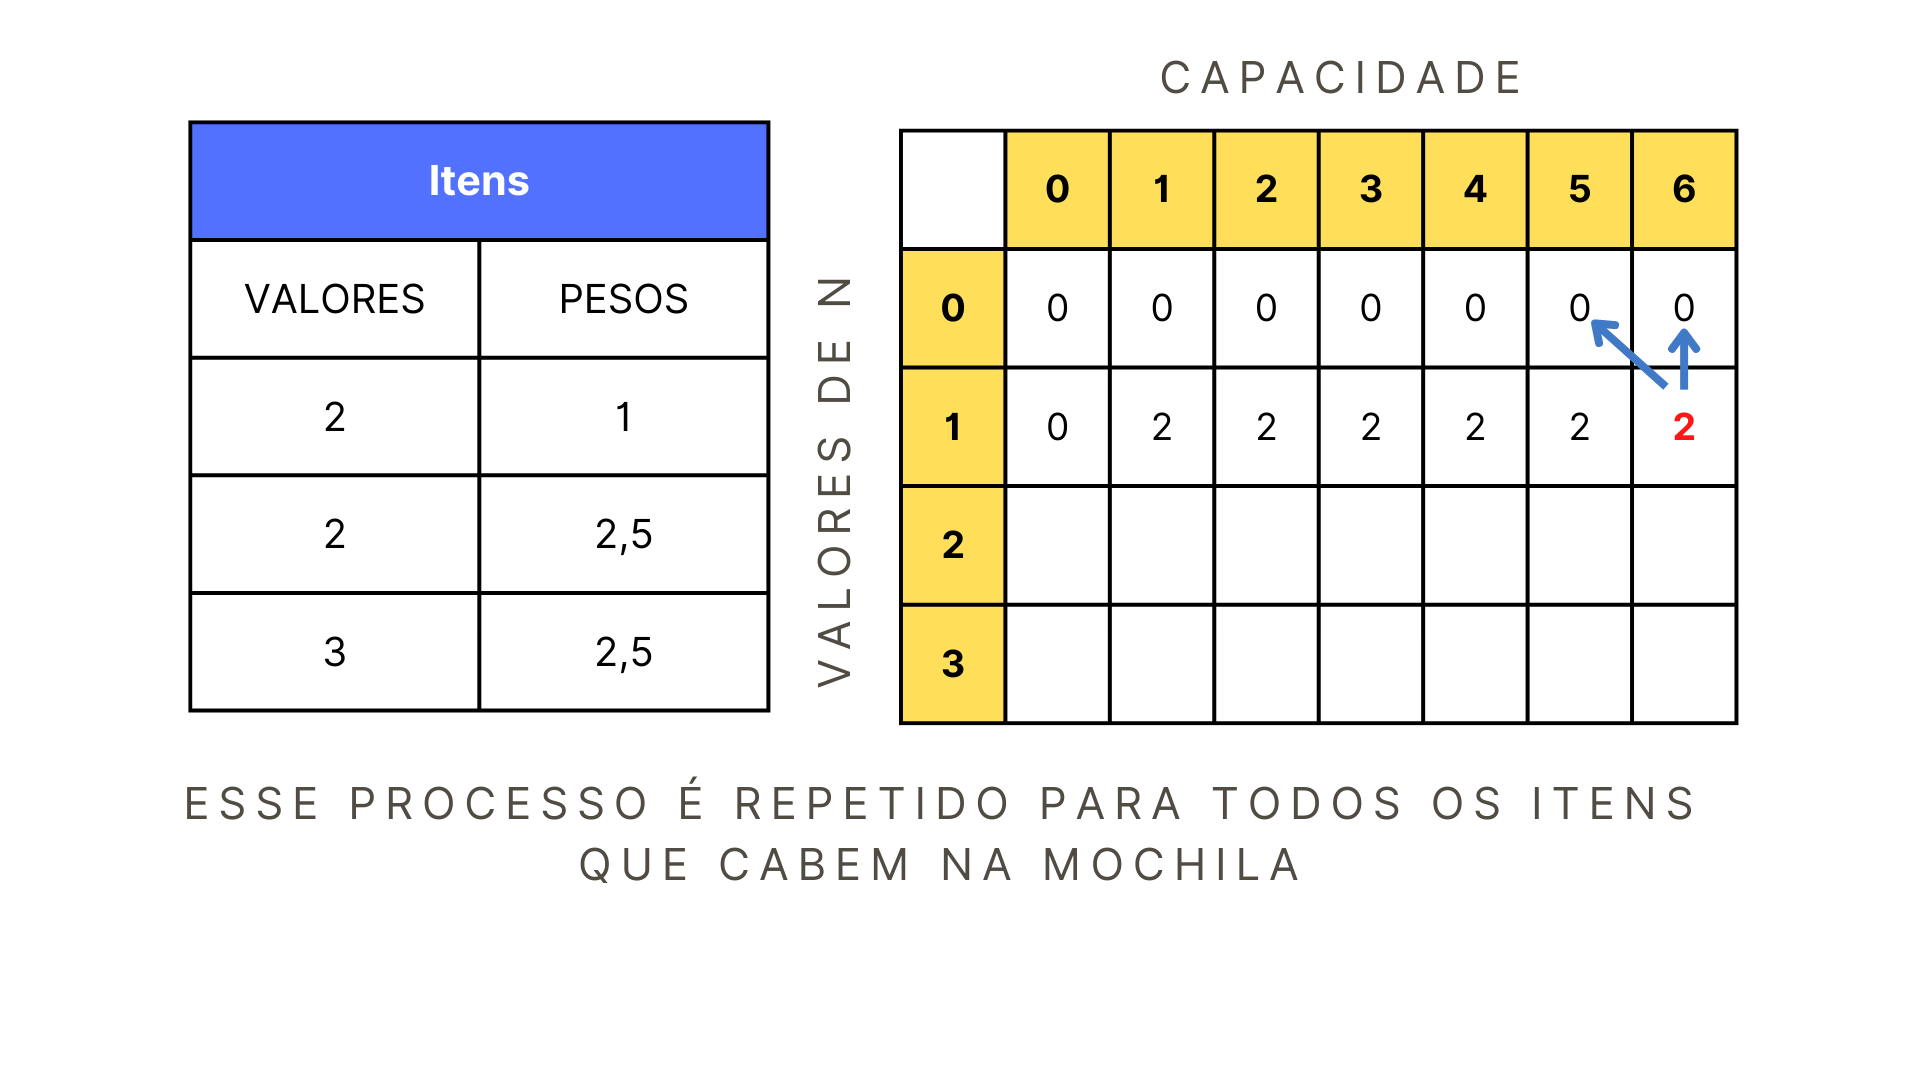 CAPACIDADE
Itens
VALORES PESOS
2 1
2 2,5
3 2,5
VALORES DE N
0 1 2 3 4 5 6
0 0 0 0 0 0 0 0
1 0 2 2 2 2 2 2
2
3
ESSE PROCESSO É REPETIDO PARA TODOS OS ITENS
QUE CABEM NA MOCHILA